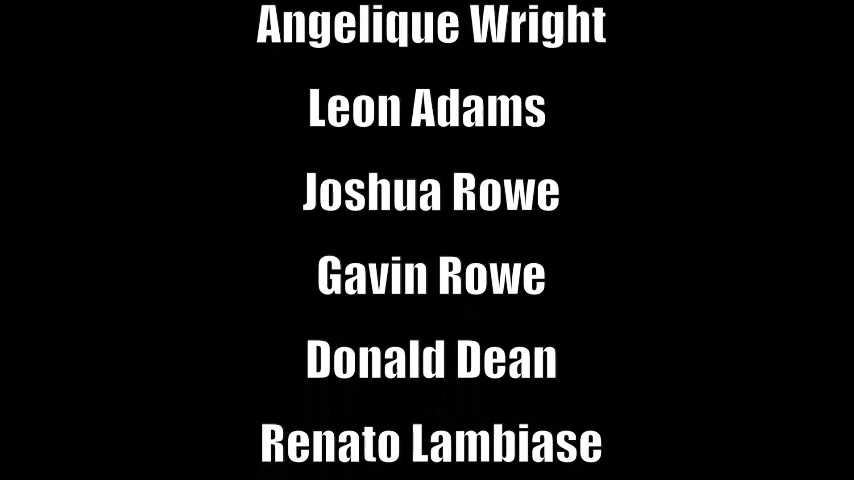 Angelique Wright
Leon Adams
Joshua Rowe
Gavin Rowe
Donald Dean
Renato Lambiase